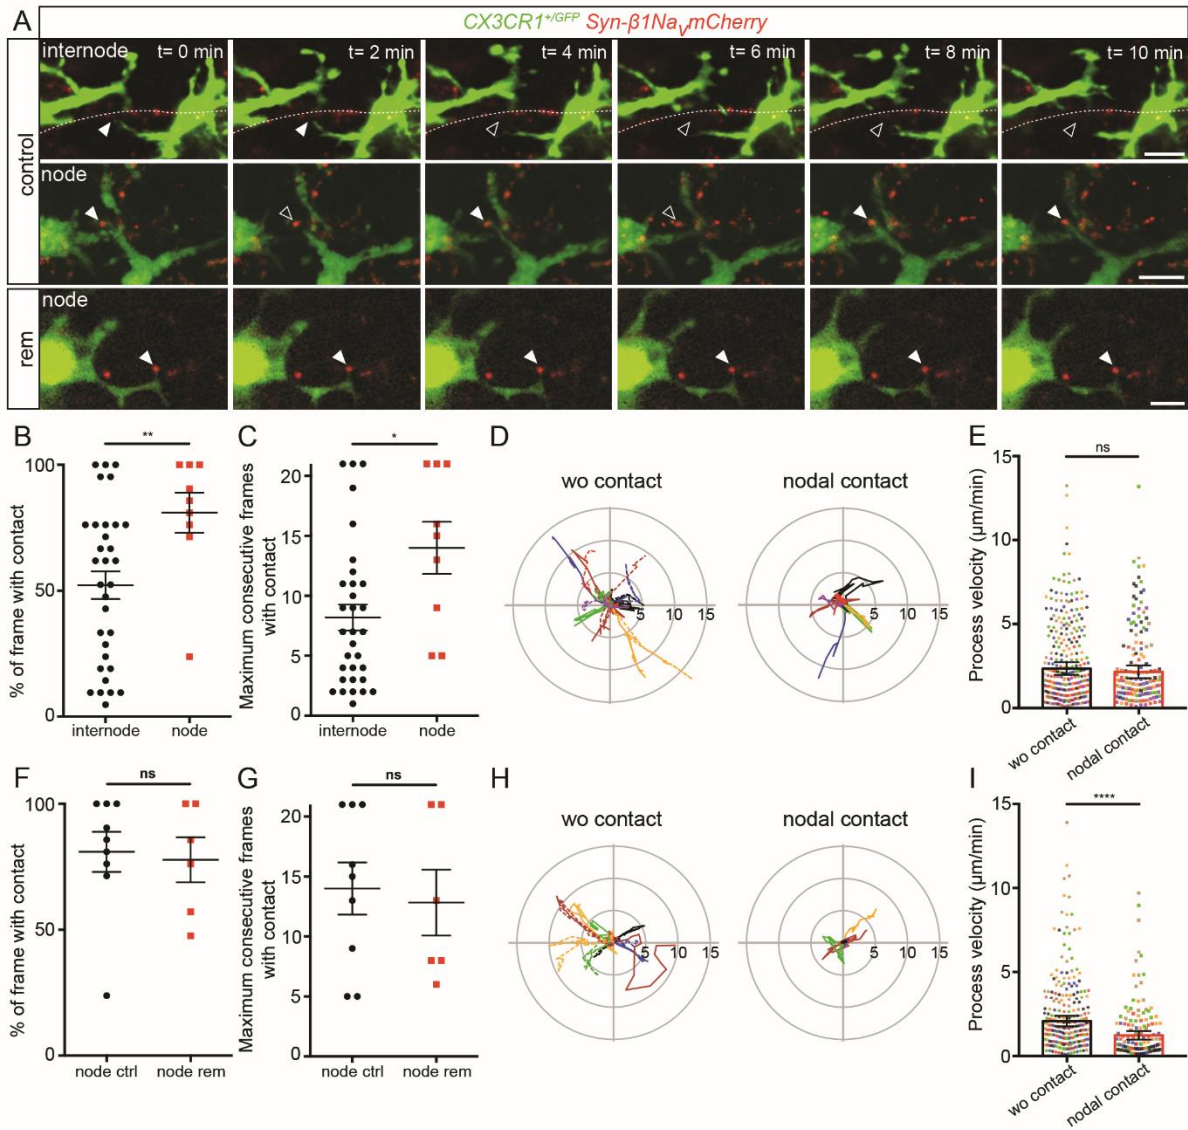 A
CX3CR1+/GFP Syn-β1NavmCherry
control
internode t= 0 min t= 2 min t= 4 min t= 6 min t= 8 min t= 10 min
node
rem
node
B
**
% of frame with contact
100
50
0
internode node
C
*
Maximum consecutive frames
with contact
20
15
10
5
0
internode node
D
wo contact
5 10 15
nodal contact
5 10 15
E
ns
Process velocity (µm/min)
15
10
5
0
wo contact
nodal contact
F
ns
% of frame with contact
100
50
0
node ctrl node rem
G
ns
Maximum consecutive frames
with contact
20
15
10
5
0
node ctrl node rem
H
wo contact
5 10 15
nodal contact
5 10 15
I
****
Process velocity (µm/min)
15
10
5
0
wo contact
nodal contact